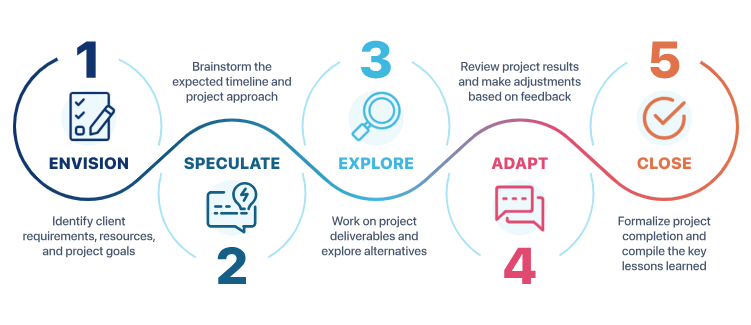 1
ENVISION
Identify client
requirements, resources,
and project goals
Brainstorm the
expected timeline and
project approach
SPECULATE
2
3
EXPLORE
Work on project
deliverables and
explore alternatives
Review project results
and make adjustments
based on feedback
ADAPT
4
5
CLOSE
Formalize project
completion and
compile the key
lessons learned